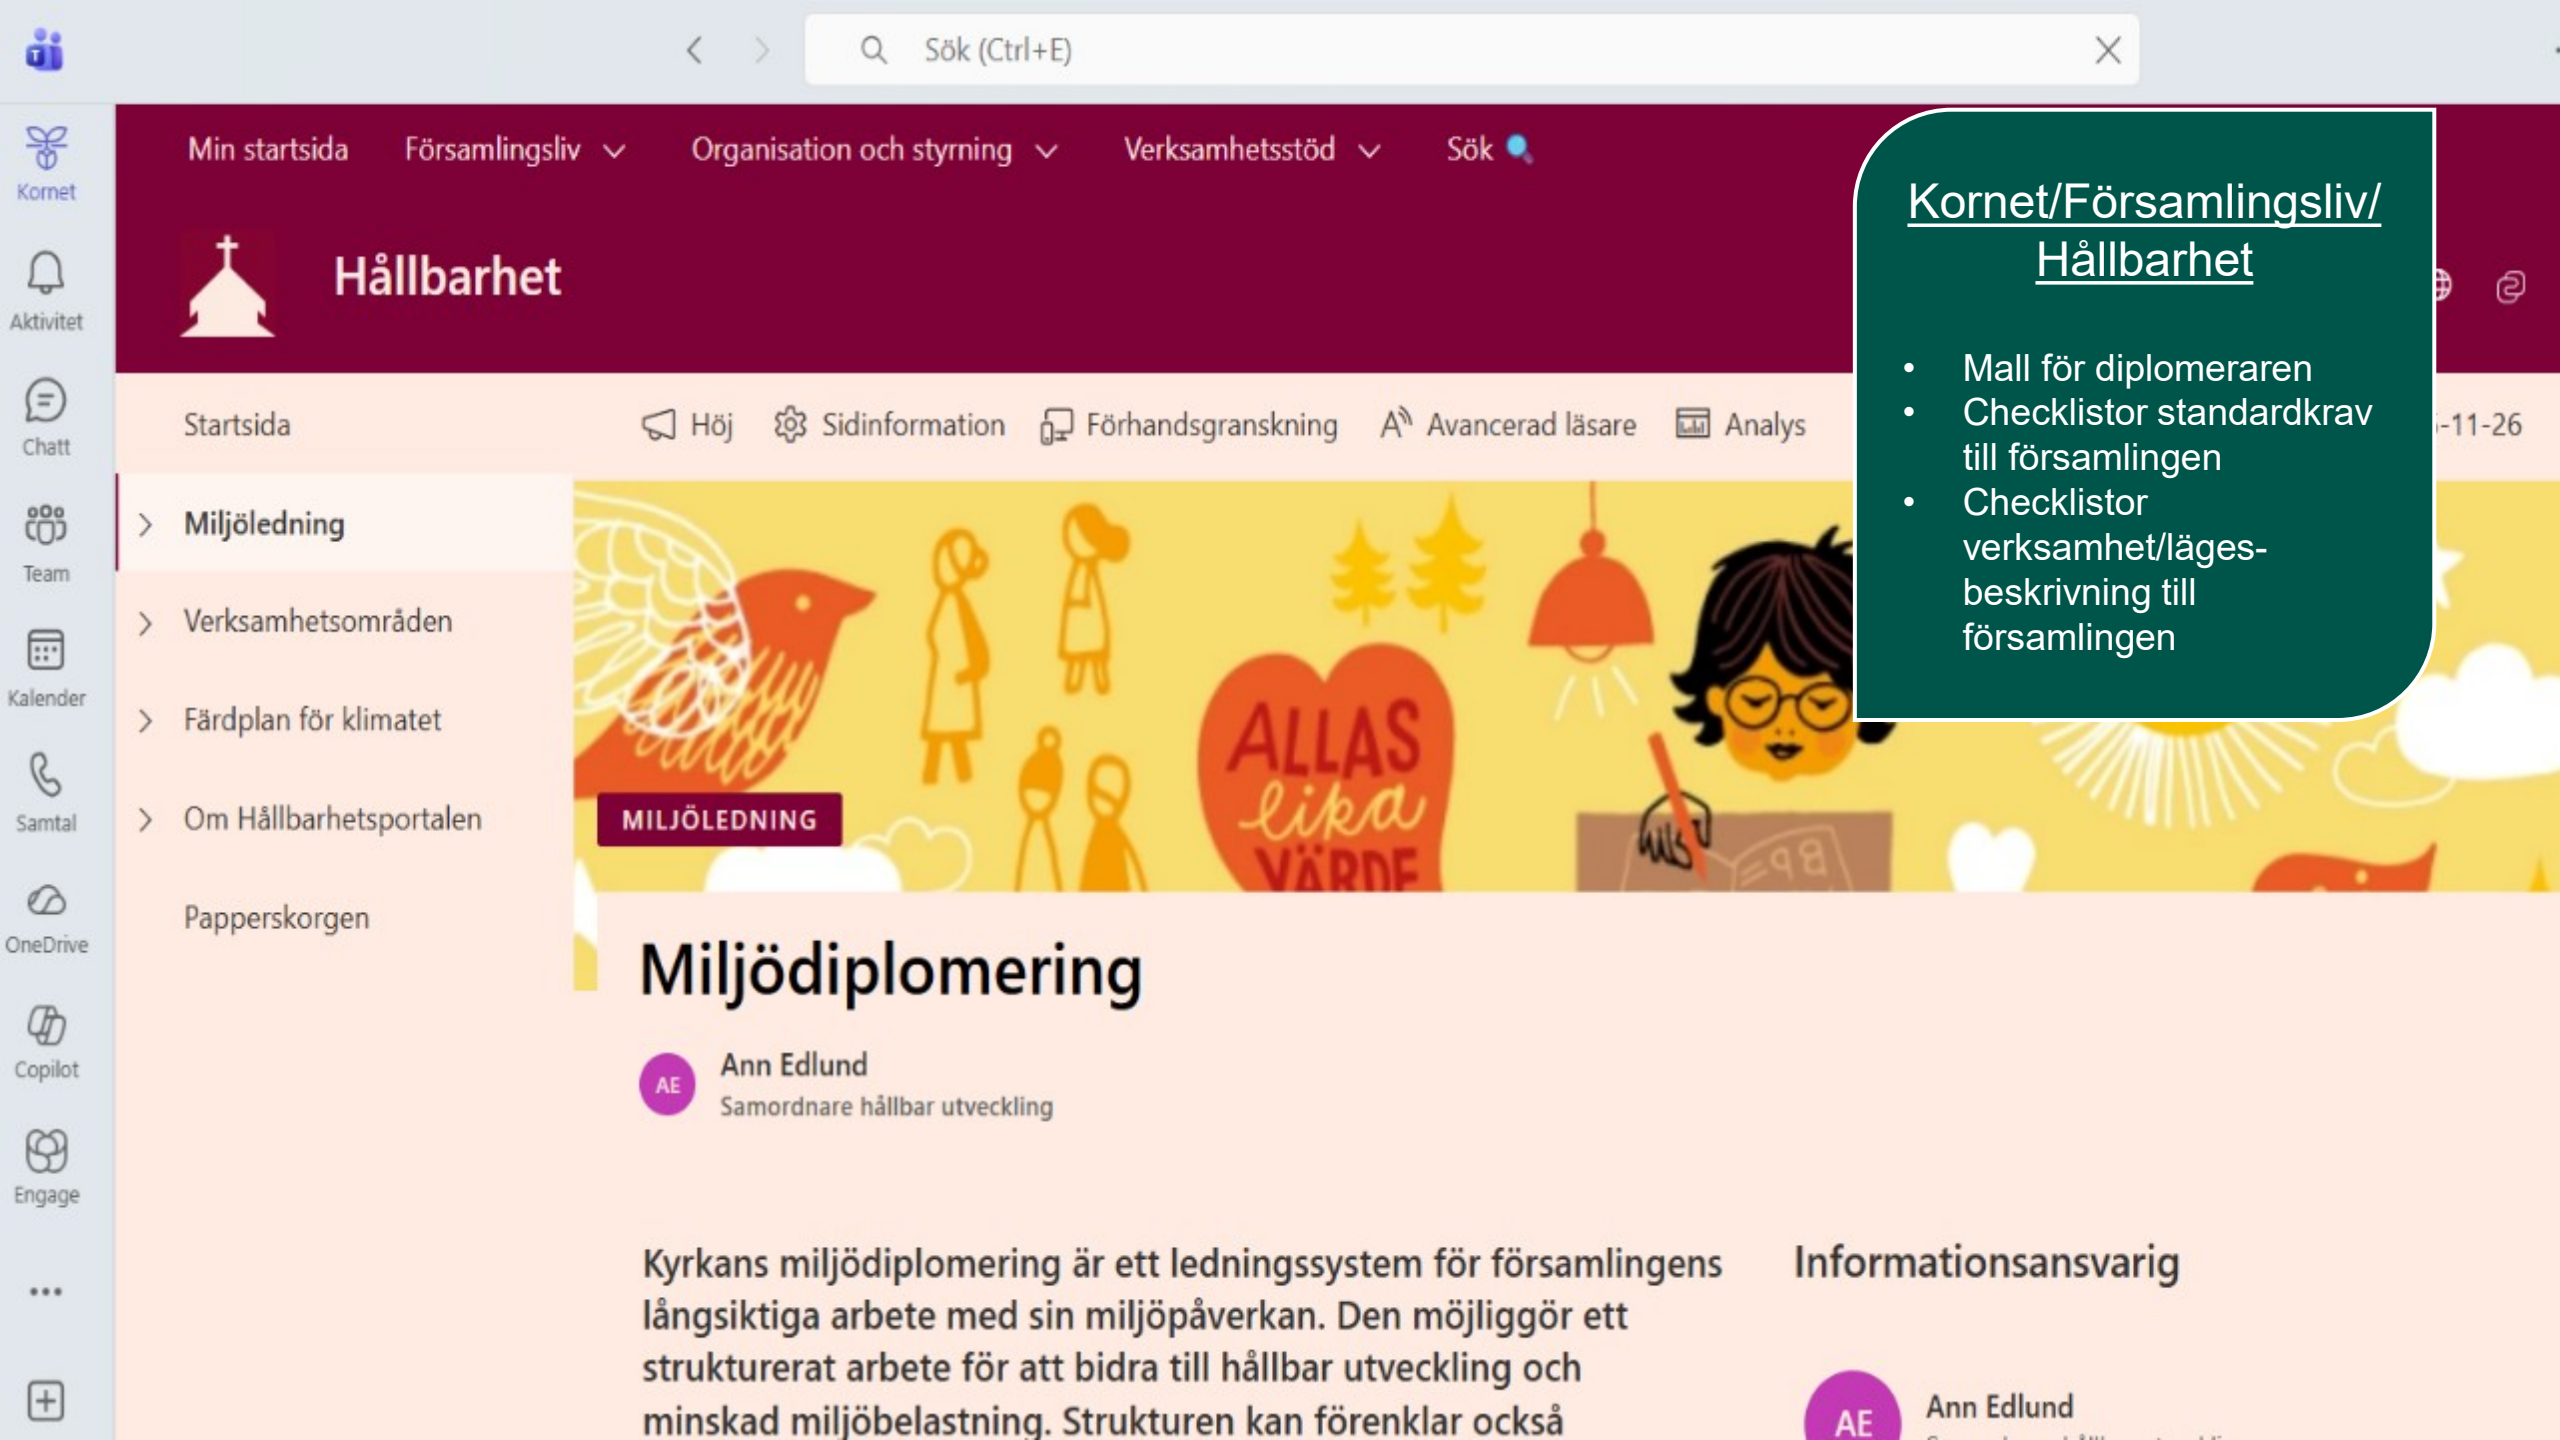 Sök (Ctrl+E)
Kornet
Aktivitet
Chatt
Team
Kalender
Samtal
OneDrive
Copilot
Engage
Min startsida
Församlingsliv
Organisation och styrning
Verksamhetsstöd
Sök
Hållbarhet
Kornet/Församlingsliv/
Hållbarhet
• Mall för diplomeraren
• Checklistor standardkrav
till församlingen
• Checklistor
verksamhet/läges-
beskrivning till
församlingen
Startsida
Höj
Sidinformation
Förhandsgranskning
Avancerad läsare
Analys
-11-26
Miljöledning
Verksamhetsområden
Färdplan för klimatet
Om Hållbarhetsportalen
Papperskorgen
ALLAS
lika
VÄRDE
MILJÖLEDNING
Miljödiplomering
AE
Ann Edlund
Samordnare hållbar utveckling
Kyrkans miljödiplomering är ett ledningssystem för församlingens
långsiktiga arbete med sin miljöpåverkan. Den möjliggör ett
strukturerat arbete för att bidra till hållbar utveckling och
minskad miljöbelastning. Strukturen kan förenklar också
Informationsansvarig
AE
Ann Edlund